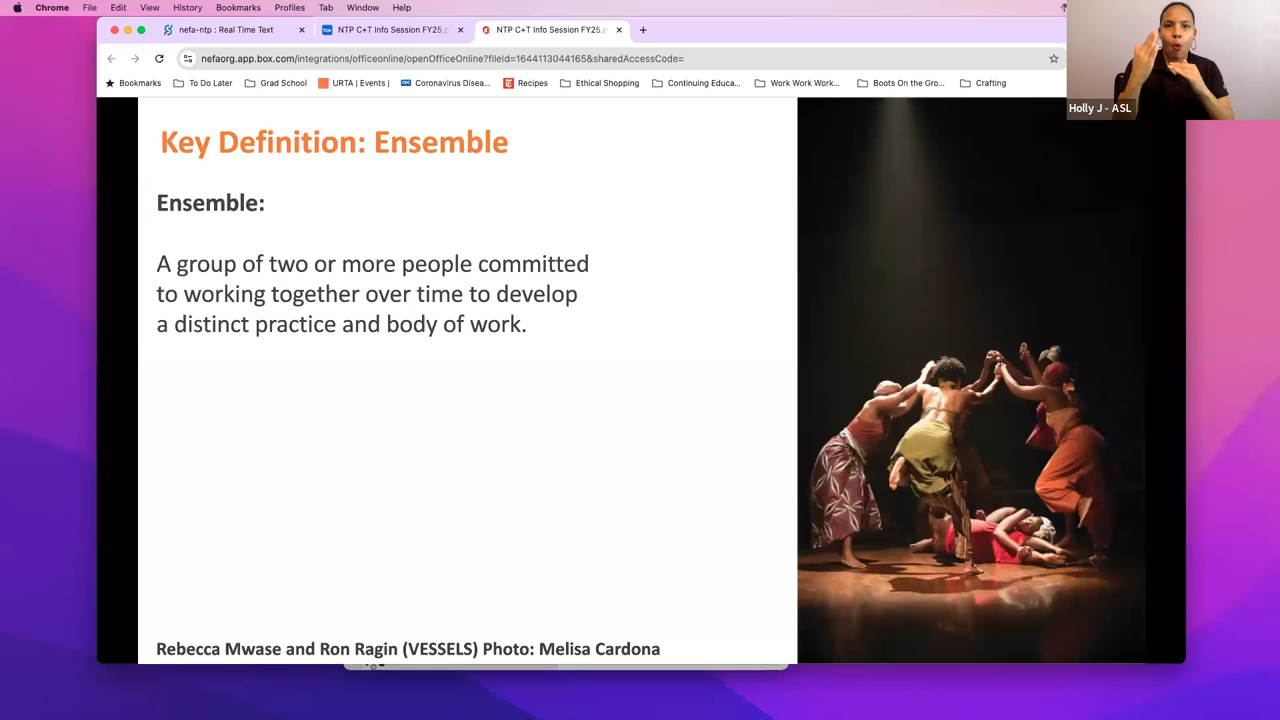 Chrome File Edit View History Bookmarks Profiles Tab Window Help
nefa-ntp : Real Time Text
NTP C+T Info Session FY25.
NTP C+T Info Session FY25.
nefaorg.app.box.com/integrations/officeonline/openOfficeOnline?fileId=1644113044165&sharedAccessCode=
Bookmarks To Do Later Grad School URTA | Events | Coronavirus Disea... Recipes Ethical Shopping Continuing Educa... Work Work Work... Boots On the Gro... Crafting
Holly J - ASL
Key Definition: Ensemble
Ensemble:
A group of two or more people committed
to working together over time to develop
a distinct practice and body of work.
Rebecca Mwase and Ron Ragin (VESSELS) Photo: Melisa Cardona